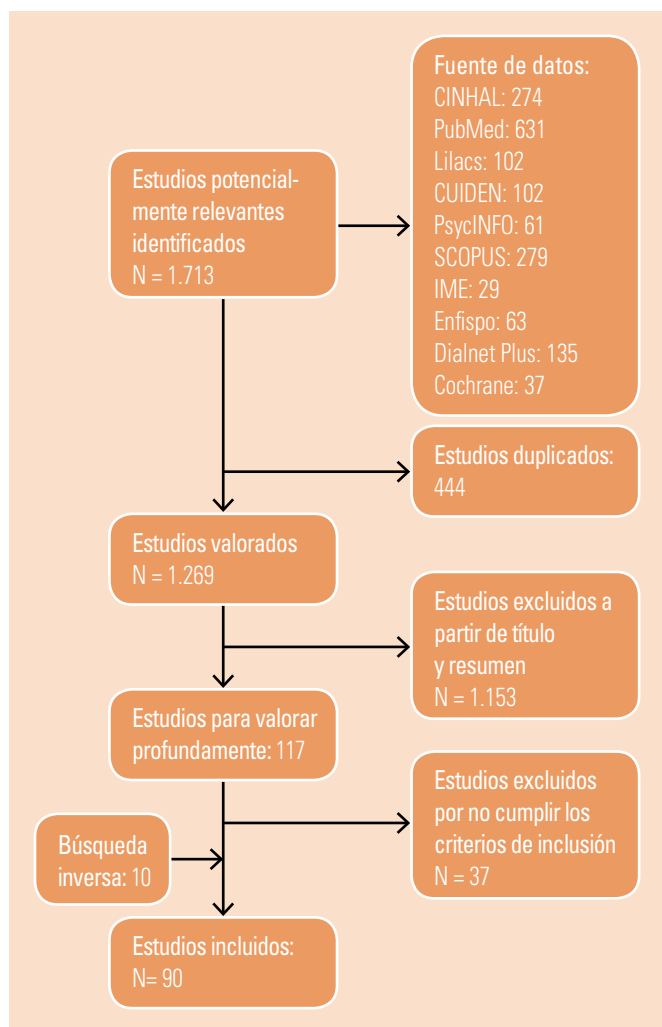 Fuente de datos:
CINHAL: 274
PubMed: 631
Lilacs: 102
CUIDEN: 102
PsycINFO: 61
SCOPUS: 279
IME: 29
Enfispo: 63
Dialnet Plus: 135
Cochrane: 37
Estudios potencial-
mente relevantes
identificados
N = 1.713
Estudios duplicados:
444
Estudios valorados
N = 1.269
Estudios excluidos a
partir de título
y resumen
N = 1.153
Estudios para valorar
profundamente: 117
Estudios excluidos
por no cumplir los
criterios de inclusión
N = 37
Búsqueda
inversa: 10
Estudios incluidos:
N= 90